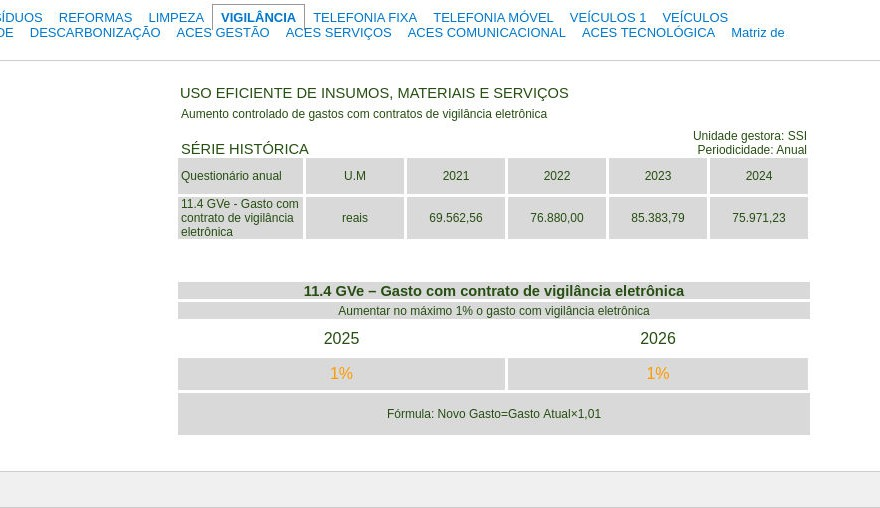 REFORMAS LIMPEZA VIGILÂNCIA TELEFONIA FIXA TELEFONIA MÓVEL VEÍCULOS 1 VEÍCULOS
DESCARBONIZAÇÃO ACES GESTÃO ACES SERVIÇOS ACES COMUNICACIONAL ACES TECNOLÓGICA Matriz de
USO EFICIENTE DE INSUMOS, MATERIAIS E SERVIÇOS
Aumento controlado de gastos com contratos de vigilância eletrônica
Unidade gestora: SSI
SÉRIE HISTÓRICA Periodicidade: Anual
Questionário anual U.M 2021 2022 2023 2024
11.4 GVe - Gasto com
contrato de vigilância reais 69.562,56 76.880,00 85.383,79 75.971,23
eletrônica
11.4 GVe – Gasto com contrato de vigilância eletrônica
Aumentar no máximo 1% o gasto com vigilância eletrônica
2025 2026
1% 1%
Fórmula: Novo Gasto=Gasto Atual×1,01